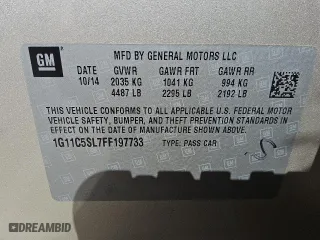 GM
MFD BY GENERAL MOTORS LLC
DATE GVWR GAWR FRT GAWR RR
10/14 2035 KG 1041 KG 994 KG
4487 LB 2295 LB 2192 LB
THIS VEHICLE CONFORMS TO ALL APPLICABLE U.S. FEDERAL MOTOR
VEHICLE SAFETY, BUMPER, AND THEFT PREVENTION STANDARDS IN
EFFECT ON THE DATE OF MANUFACTURE SHOWN ABOVE.
1G11C5SL7FF197733 TYPE: PASS CAR
AUTOBIDMASTER